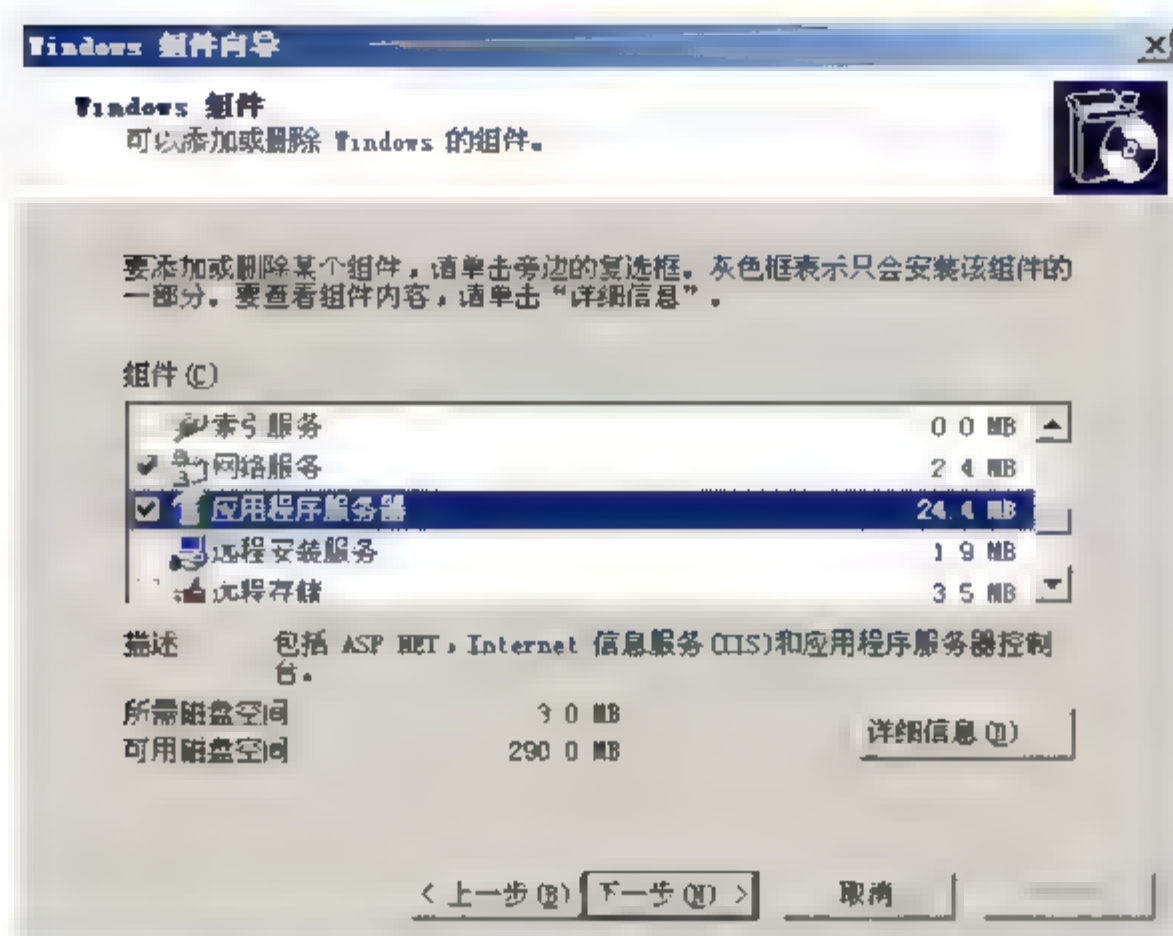 Windows 组件向导
Windows 组件
可以添加或删除 Windows 的组件。
要添加或删除某个组件，请单击旁边的复选框。灰色框表示只会安装该组件的
一部分。要查看组件内容，请单击“详细信息”。
组件(C)
索引服务 0 0 MB
网络服务 2 4 MB
应用程序服务器 24.4 MB
远程安装服务 1 9 MB
远程存储 3 5 MB
描述 包括 ASP NET，Internet 信息服务(IIS)和应用程序服务器控制
台。
所需磁盘空间 3 0 MB
可用磁盘空间 290 0 MB
详细信息(D)
< 上一步(B) 下一步(N) > 取消